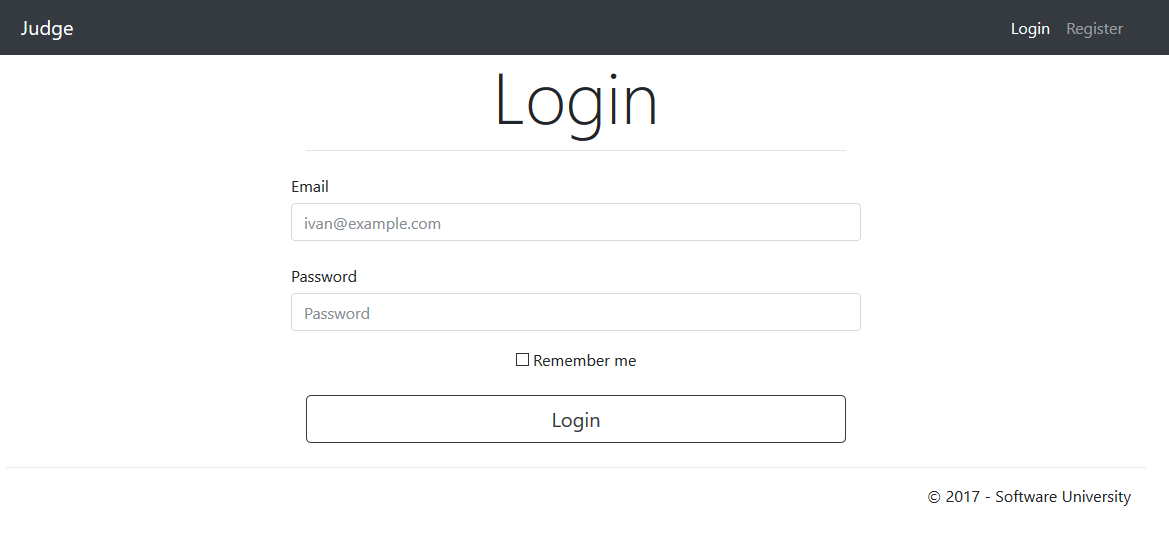 Judge Login Register
Login
Email
ivan@example.com
Password
Password
Remember me
Login
© 2017 - Software University